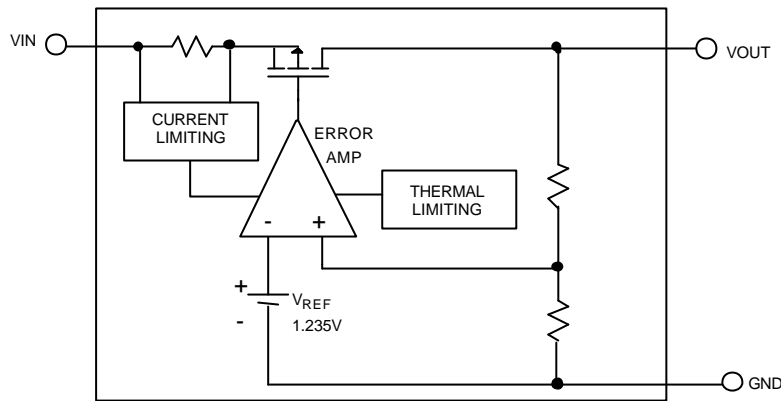 VIN
VOUT
CURRENT
LIMITING
ERROR
AMP
THERMAL
LIMITING
- +
+
VREF
1.235V
-
GND